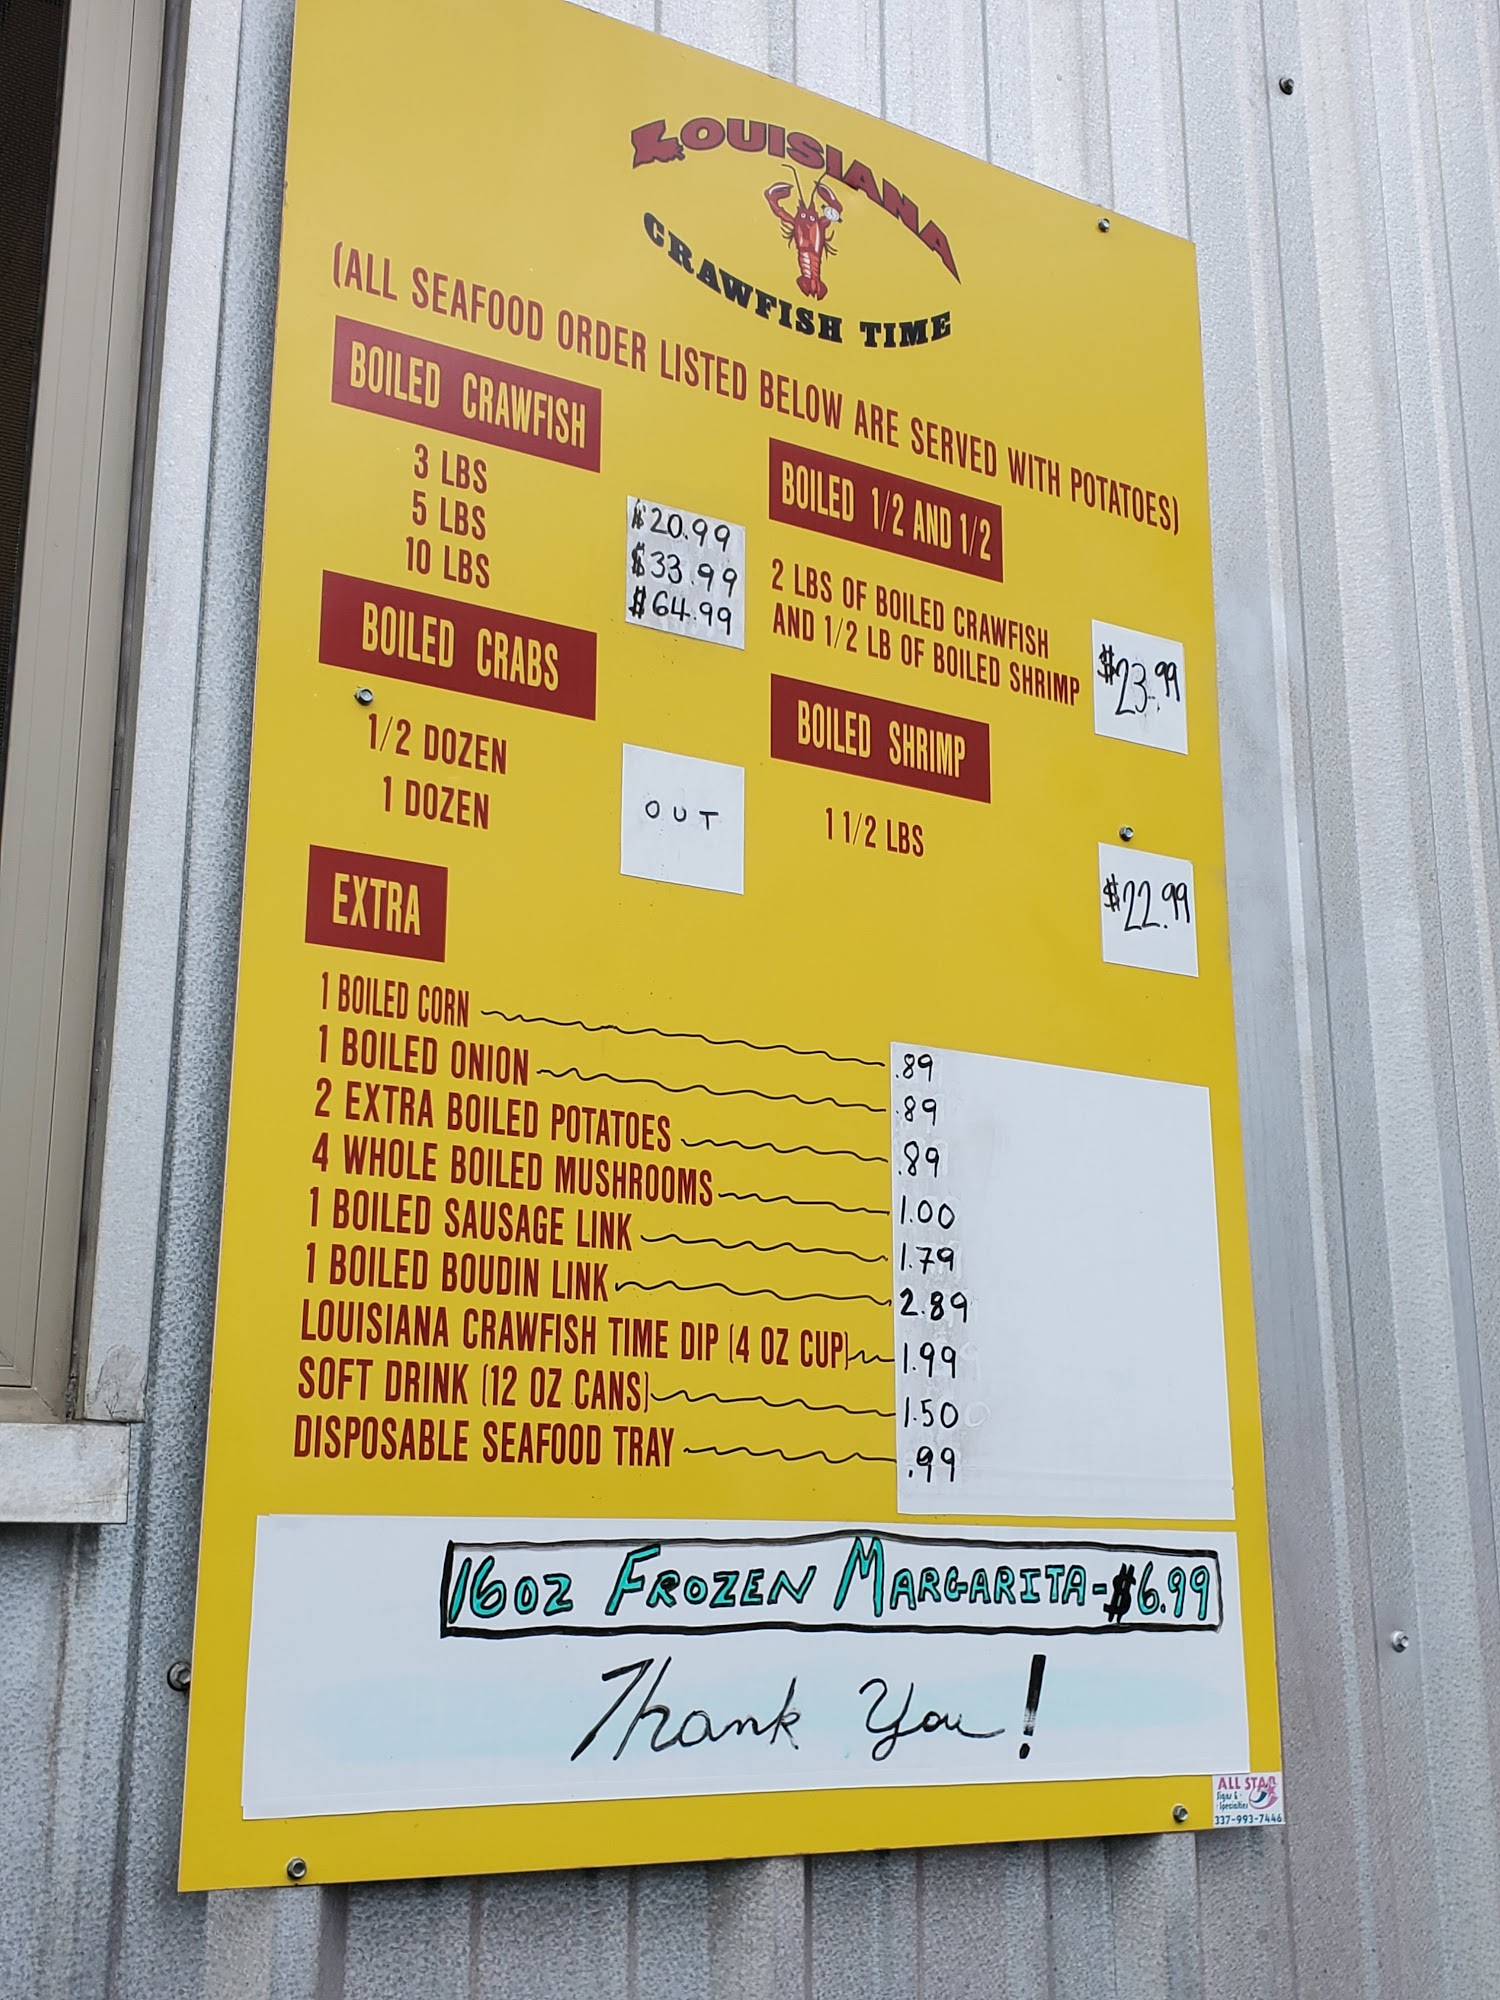 LOUISIANA
CRAWFISH TIME
(ALL SEAFOOD ORDER LISTED BELOW ARE SERVED WITH POTATOES)
BOILED CRAWFISH
3 LBS $20.99
5 LBS $33.99
10 LBS $64.99
BOILED CRABS
1/2 DOZEN
1 DOZEN
OUT
BOILED 1/2 AND 1/2
2 LBS OF BOILED CRAWFISH
AND 1/2 LB OF BOILED SHRIMP $23.99
BOILED SHRIMP
1 1/2 LBS $22.99
EXTRA
1 BOILED CORN .89
1 BOILED ONION .89
2 EXTRA BOILED POTATOES .89
4 WHOLE BOILED MUSHROOMS 1.00
1 BOILED SAUSAGE LINK 1.79
1 BOILED BOUDIN LINK 2.89
LOUISIANA CRAWFISH TIME DIP (4 OZ CUP) 1.99
SOFT DRINK (12 OZ CANS) 1.50
DISPOSABLE SEAFOOD TRAY .99
16oz FROZEN MARGARITA-$6.99
Thank You!
ALL STAR
Signs &
Specialties
337-993-7446